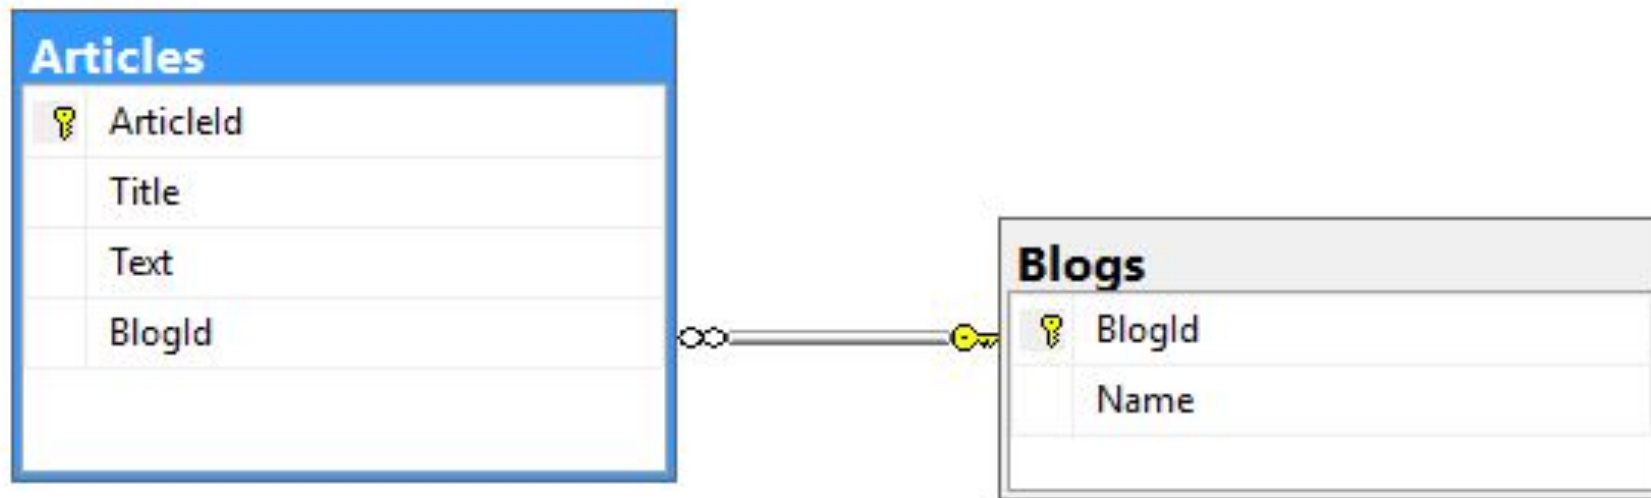 Articles
ArticleId
Title
Text
BlogId
Blogs
BlogId
Name